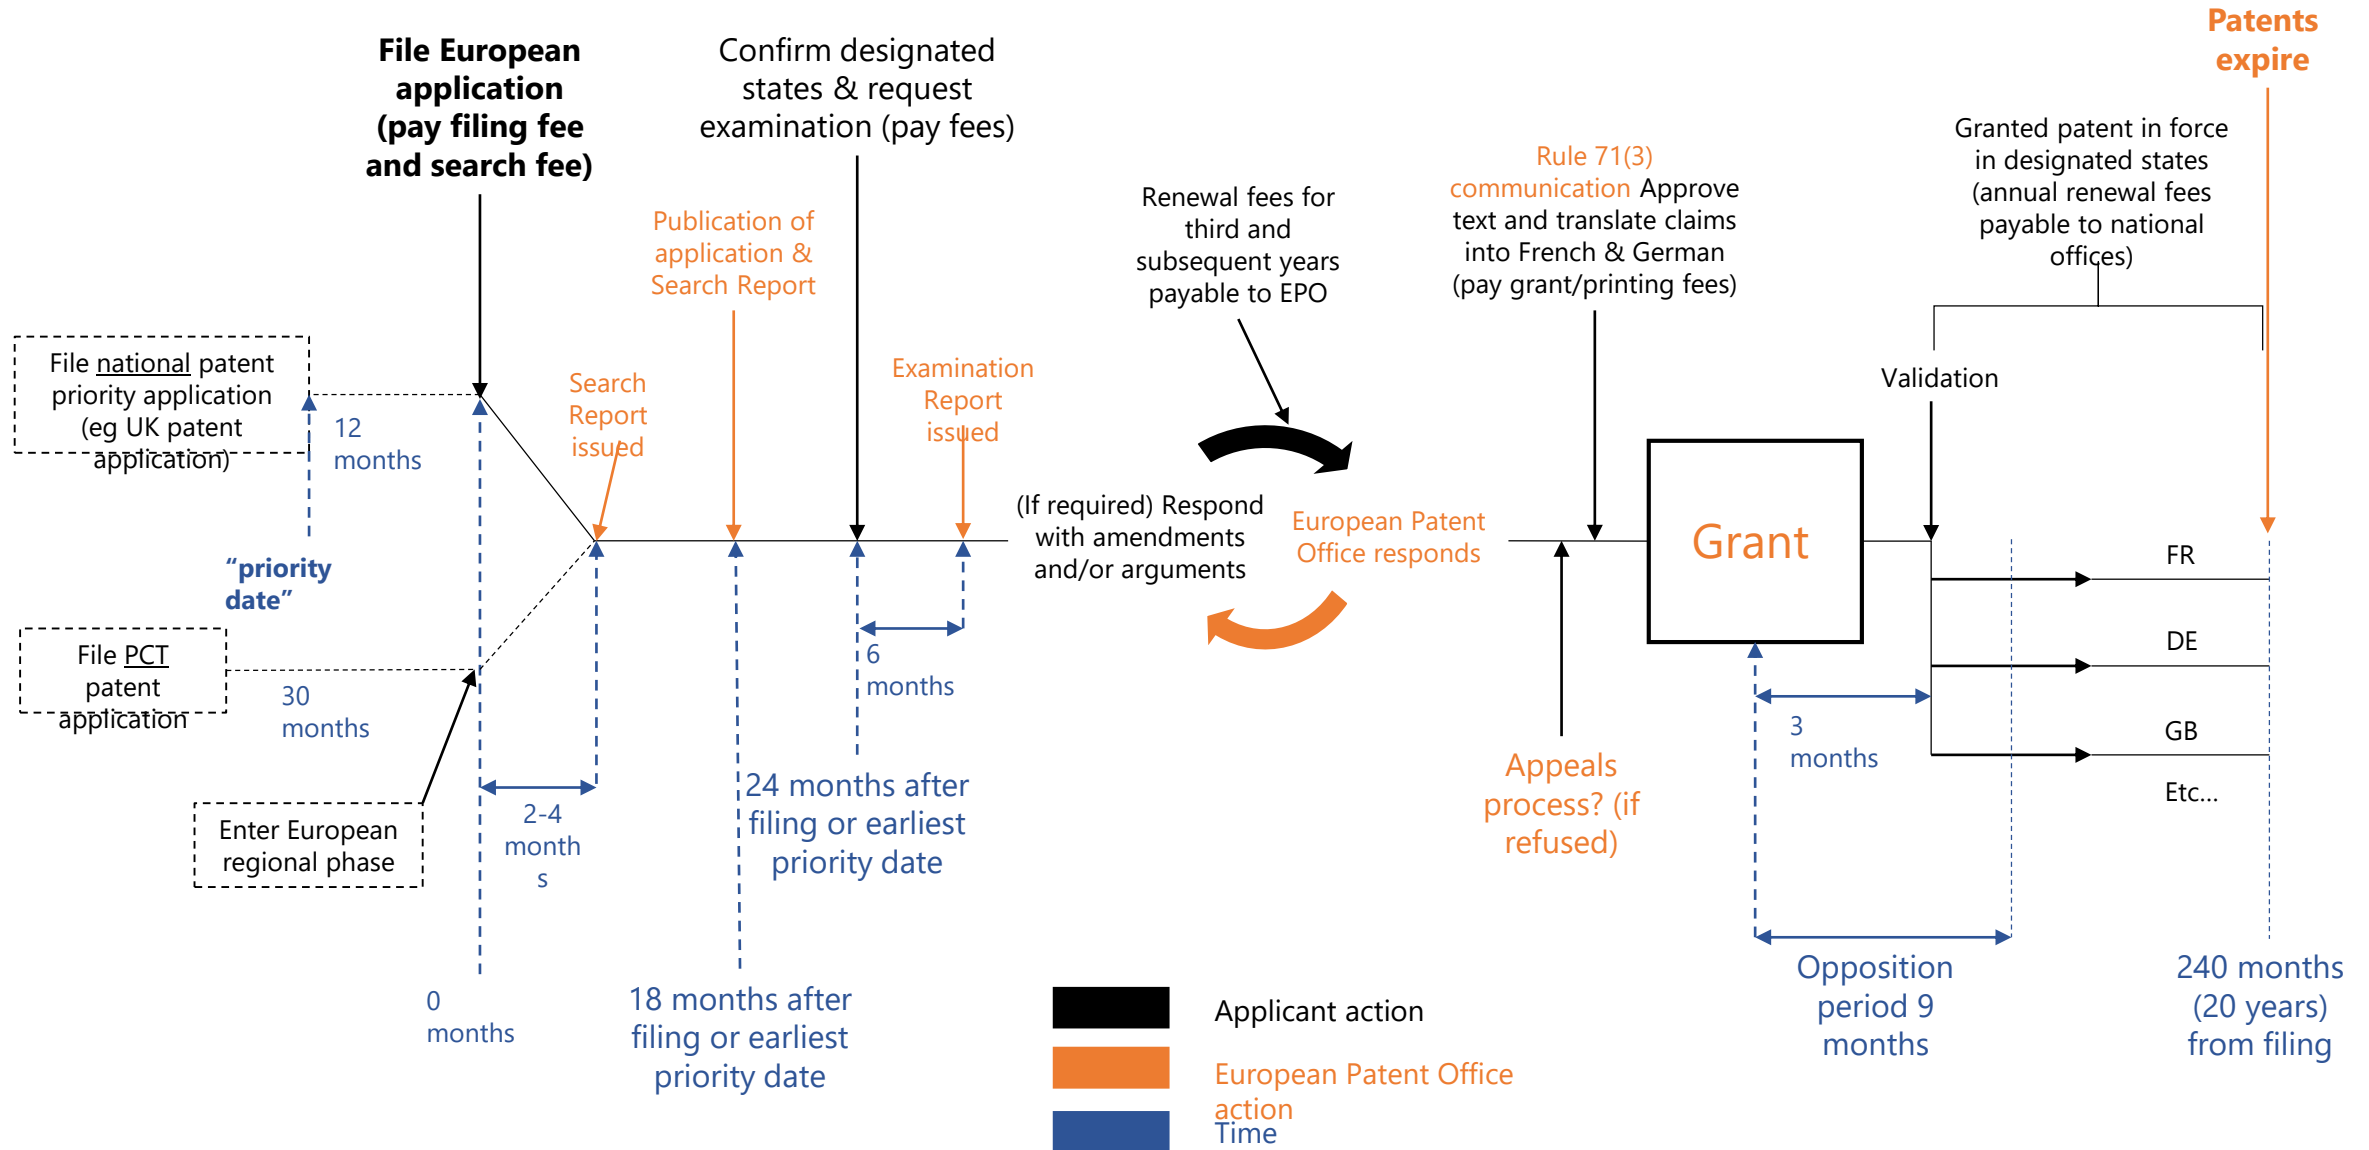 Patents
expire
File European
application
(pay filing fee
and search fee)
Confirm designated
states & request
examination (pay fees)
Granted patent in force
in designated states
(annual renewal fees
payable to national
offices)
Rule 71(3)
communication Approve
text and translate claims
into French & German
(pay grant/printing fees)
Renewal fees for
third and
subsequent years
payable to EPO
Publication of
application &
Search Report
File national patent
priority application
(eg UK patent
application)
12
months
Search
Report
issued
Examination
Report
issued
Validation
(If required) Respond
with amendments
and/or arguments
European Patent
Office responds
Grant
FR
DE
GB
Etc...
“priority
date”
File PCT
patent
application
30
months
6
months
3
months
Enter European
regional phase
2-4
month
s
24 months after
filing or earliest
priority date
Appeals
process? (if
refused)
0
months
18 months after
filing or earliest
priority date
Opposition
period 9
months
240 months
(20 years)
from filing
Applicant action
European Patent Office
action
Time